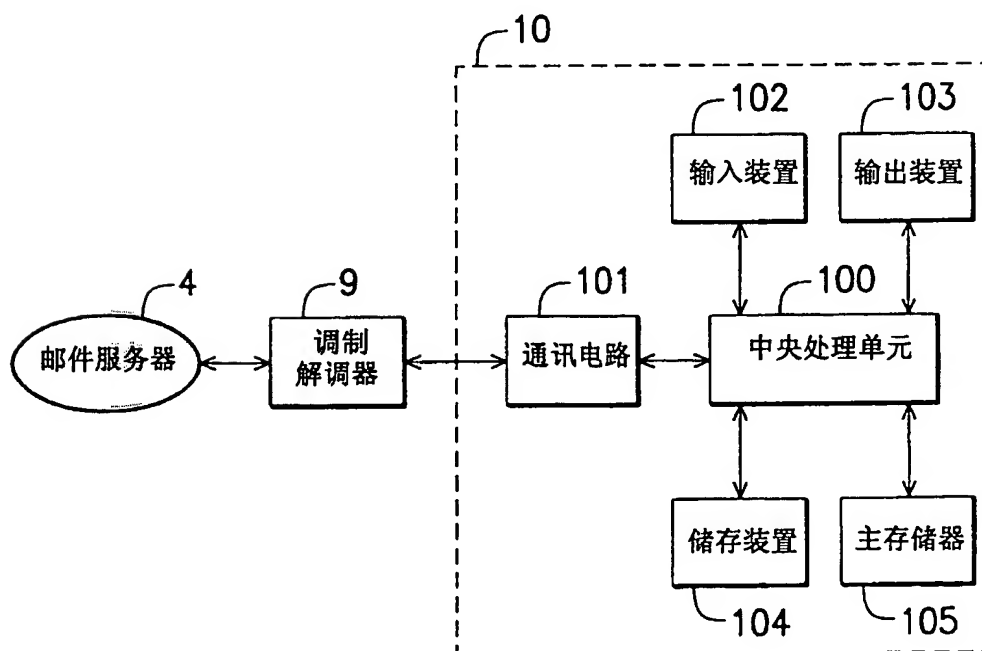 10
102
103
输入装置
输出装置
4
9
101
100
邮件服务器
调制
解调器
通讯电路
中央处理单元
储存装置
主存储器
104
105